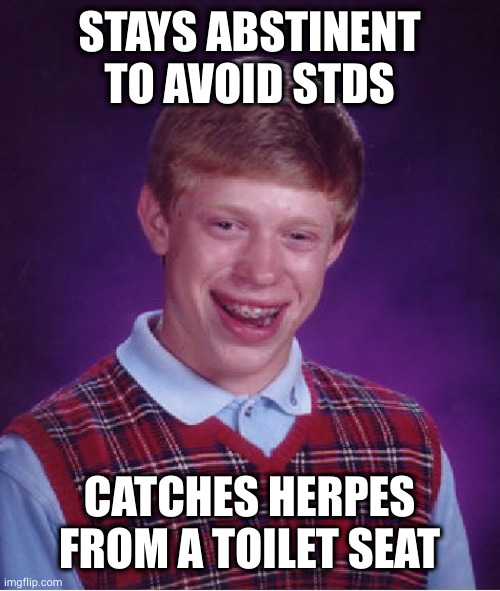 STAYS ABSTINENT
TO AVOID STDS
CATCHES HERPES
FROM A TOILET SEAT
imgflip.com